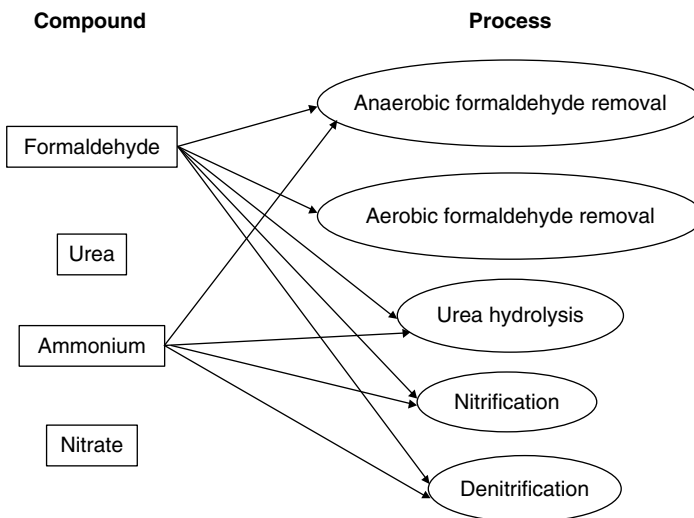 Compound
Process
Anaerobic formaldehyde removal
Formaldehyde
Aerobic formaldehyde removal
Urea
Urea hydrolysis
Ammonium
Nitrification
Nitrate
Denitrification